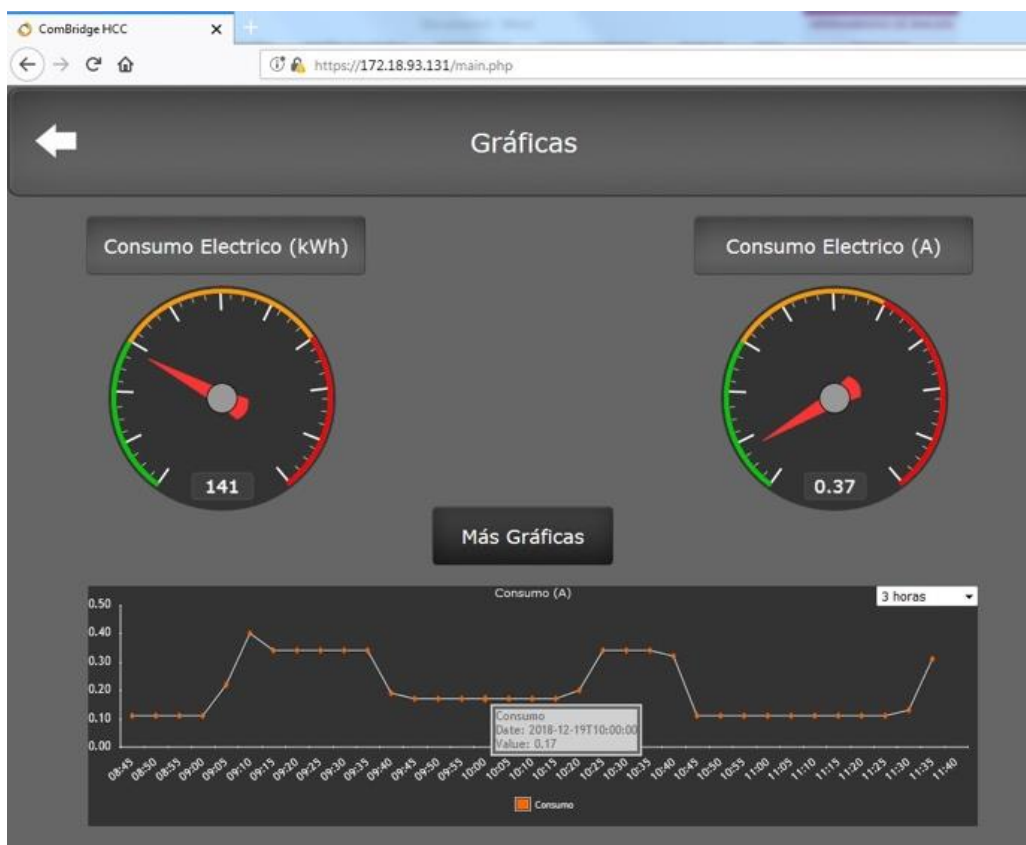 ComBridge HCC
https://172.18.93.131/main.php
Gráficas
Consumo Electrico (kWh)
Consumo Electrico (A)
141
0.37
Más Gráficas
Consumo (A)
3 horas
0.50
0.40
0.30
0.20
0.10
0.00
Consumo
Date: 2018-12-19T10:00:00
Value: 0.17
08:45 08:50 08:55 09:00 09:05 09:10 09:15 09:20 09:25 09:30 09:35 09:40 09:45 09:50 09:55 10:00 10:05 10:10 10:15 10:20 10:25 10:30 10:35 10:40 10:45 10:50 10:55 11:00 11:05 11:10 11:15 11:20 11:25 11:30 11:35 11:40
Consumo